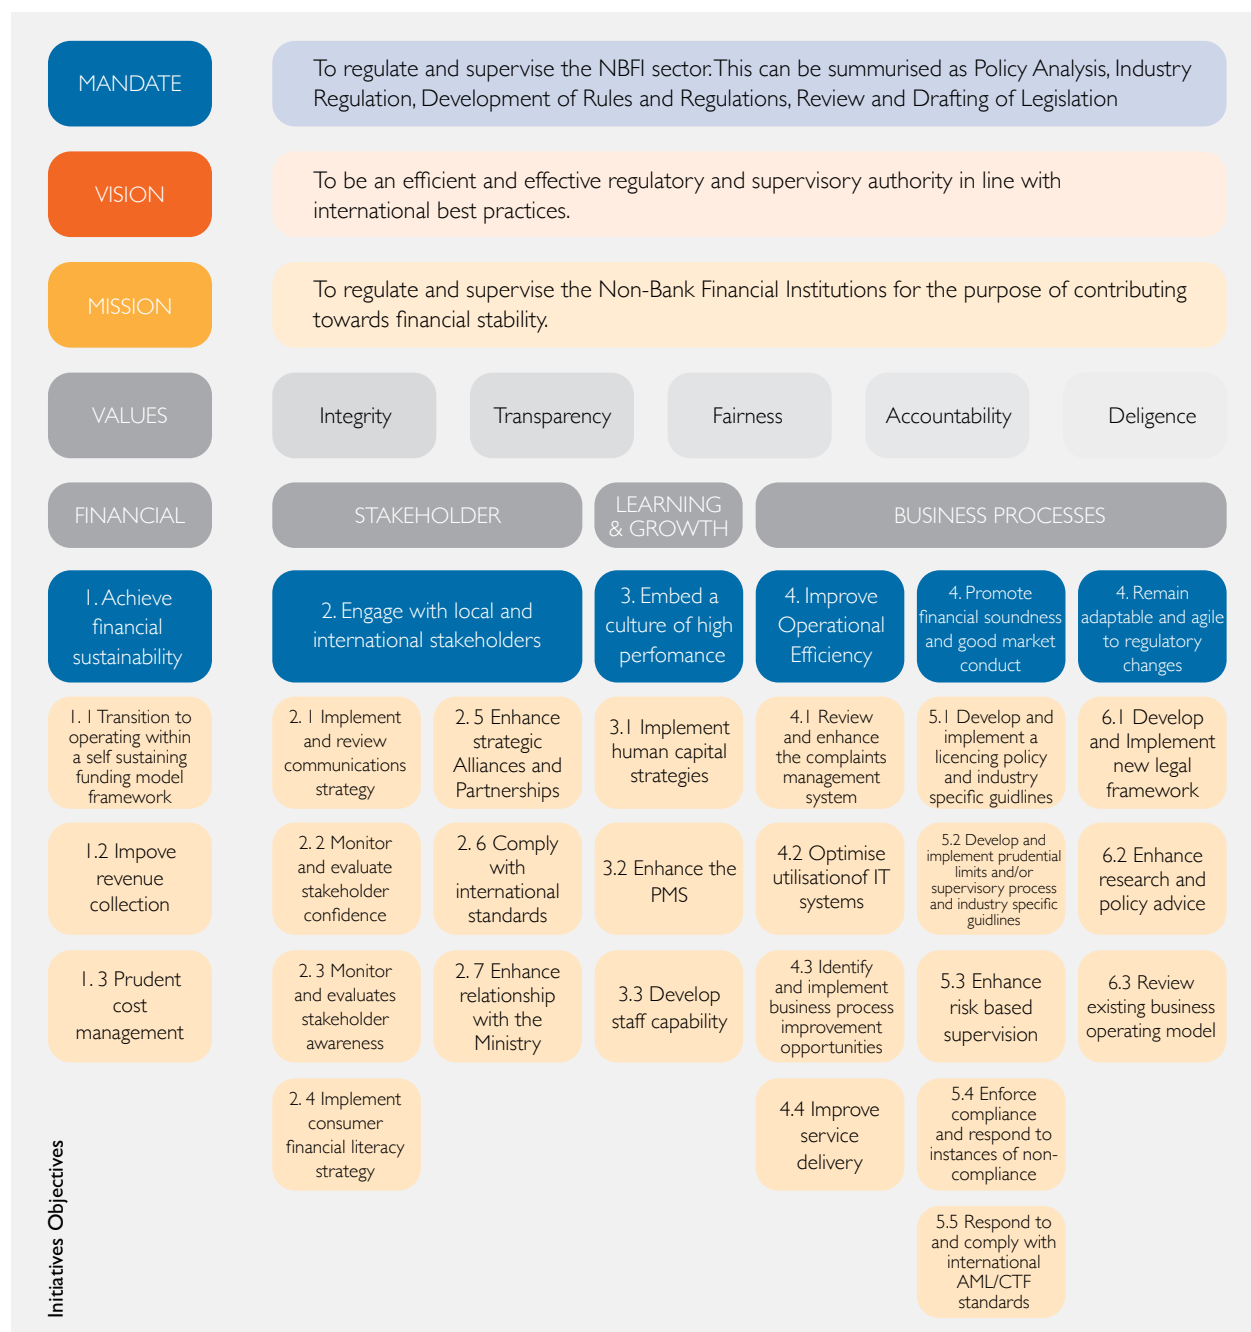 MANDATE
To regulate and supervise the NBFI sector. This can be summurised as Policy Analysis, Industry
Regulation, Development of Rules and Regulations, Review and Drafting of Legislation
VISION
To be an efficient and effective regulatory and supervisory authority in line with
international best practices.
MISSION
To regulate and supervise the Non-Bank Financial Institutions for the purpose of contributing
towards financial stability.
VALUES
Integrity
Transparency
Fairness
Accountability
Deligence
FINANCIAL
STAKEHOLDER
LEARNING
& GROWTH
BUSINESS PROCESSES
1. Achieve
financial
sustainability
2. Engage with local and
international stakeholders
3. Embed a
culture of high
perfomance
4. Improve
Operational
Efficiency
4. Promote
financial soundness
and good market
conduct
4. Remain
adaptable and agile
to regulatory
changes
1. 1 Transition to
operating within
a self sustaining
funding model
framework
2. 1 Implement
and review
communications
strategy
2. 5 Enhance
strategic
Alliances and
Partnerships
3.1 Implement
human capital
strategies
4.1 Review
and enhance
the complaints
management
system
5.1 Develop and
implement a
licencing policy
and industry
specific guidlines
6.1 Develop
and Implement
new legal
framework
1.2 Impove
revenue
collection
2. 2 Monitor
and evaluate
stakeholder
confidence
2. 6 Comply
with
international
standards
3.2 Enhance the
PMS
4.2 Optimise
utilisationof IT
systems
5.2 Develop and
implement prudential
limits and/or
supervisory process
and industry specific
guidlines
6.2 Enhance
research and
policy advice
1. 3 Prudent
cost
management
2. 3 Monitor
and evaluates
stakeholder
awareness
2. 7 Enhance
relationship
with the
Ministry
3.3 Develop
staff capability
4.3 Identify
and implement
business process
improvement
opportunities
5.3 Enhance
risk based
supervision
6.3 Review
existing business
operating model
2. 4 Implement
consumer
financial literacy
strategy
4.4 Improve
service
delivery
5.4 Enforce
compliance
and respond to
instances of non-
compliance
5.5 Respond to
and comply with
international
AML/CTF
standards
Initiatives Objectives